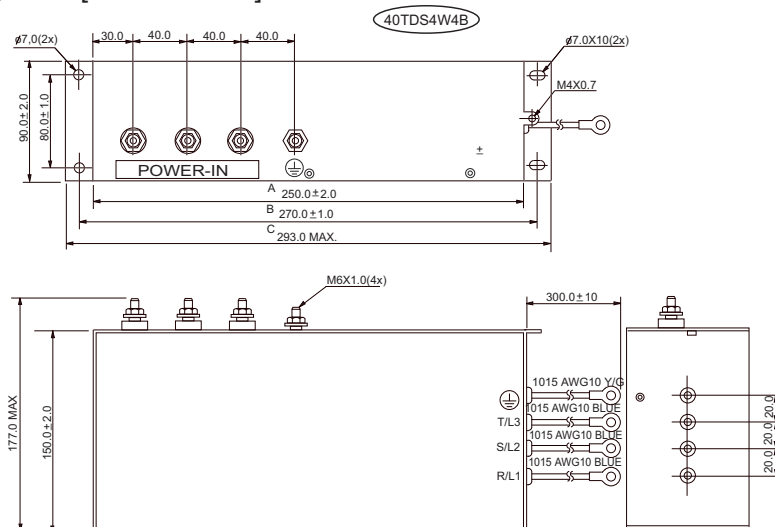 40TDS4W4B
ø7,0(2x)
30.0
40.0
40.0
40.0
ø7.0X10(2x)
M4X0.7
90.0±2.0
80.0±1.0
POWER-IN
±
A 250.0±2.0
B 270.0±1.0
C 293.0 MAX.
M6X1.0(4x)
300.0±10
177.0 MAX
150.0±2.0
1015 AWG10 Y/G
T/L3 1015 AWG10 BLUE
S/L2 1015 AWG10 BLUE
R/L1 1015 AWG10 BLUE
20.0
20.0
20.0